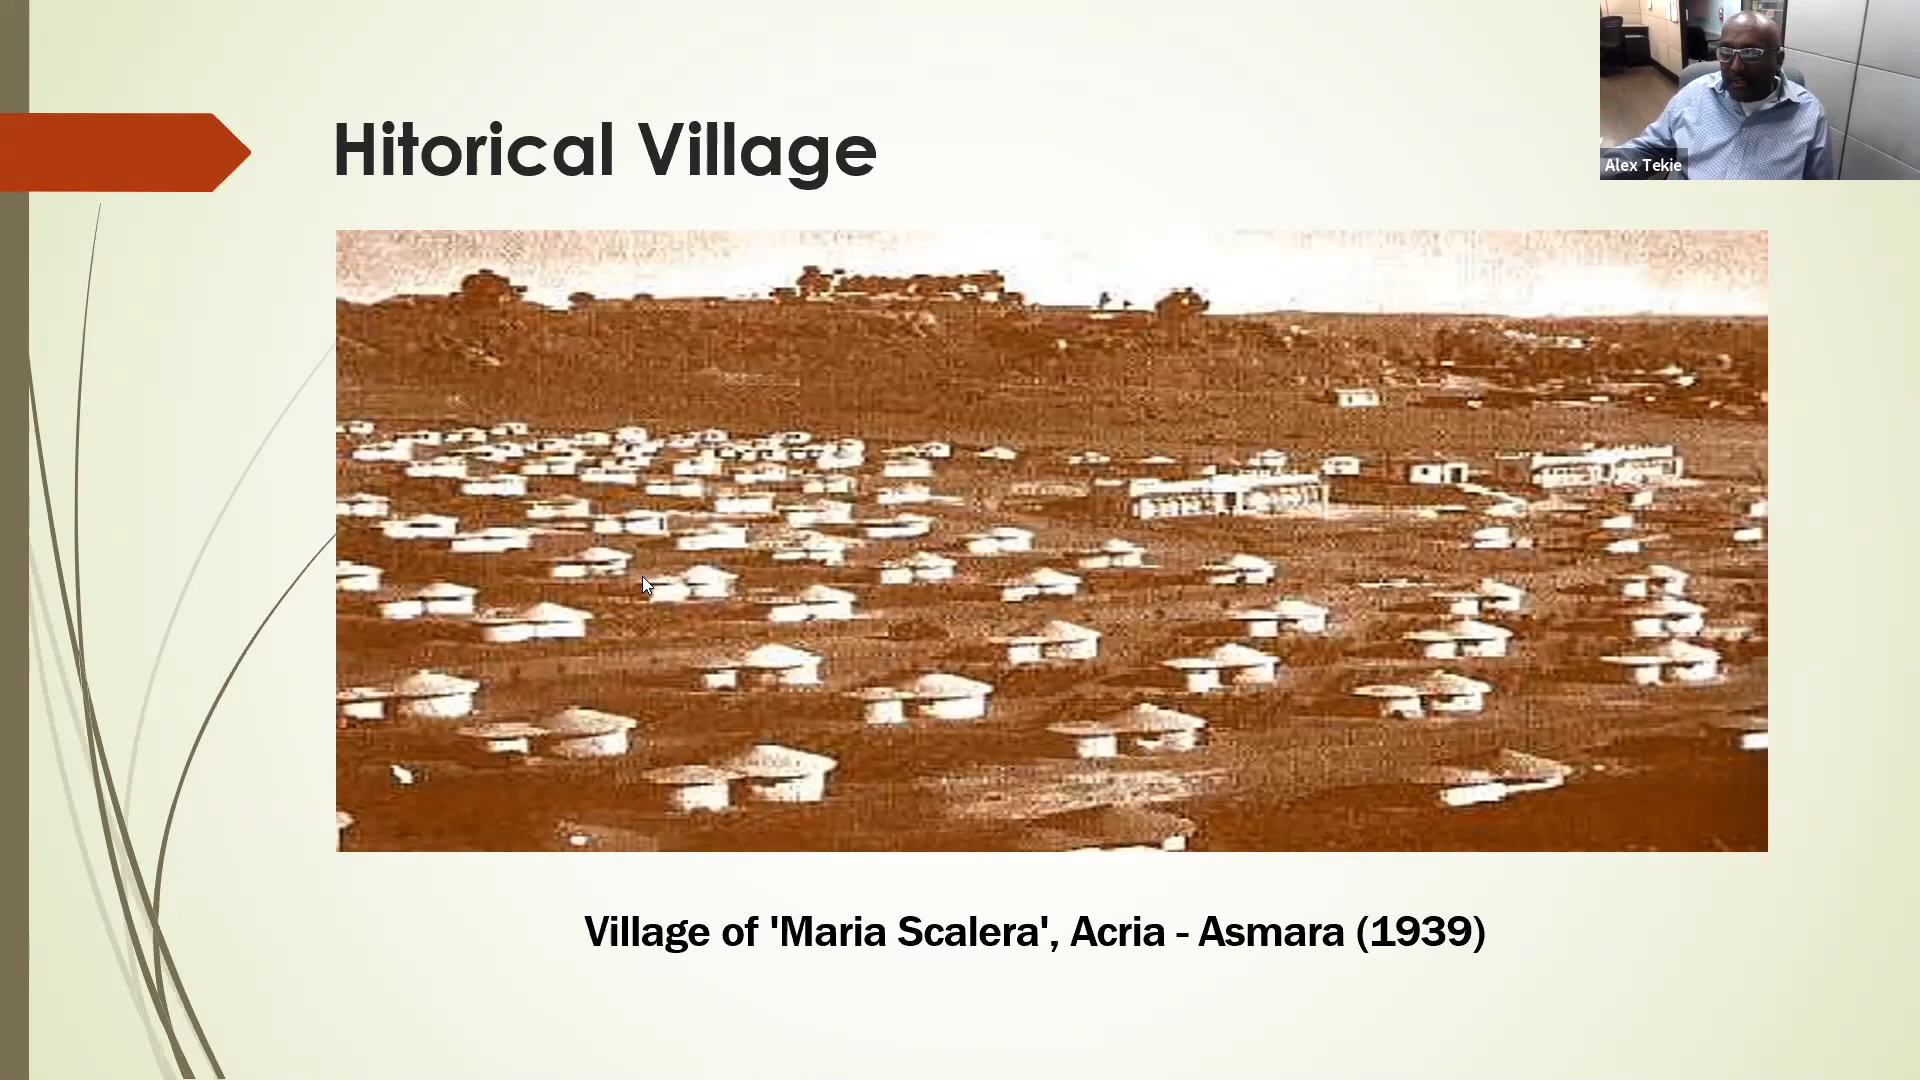 Hitorical Village
Alex Tekie
Village of 'Maria Scalera', Acria - Asmara (1939)